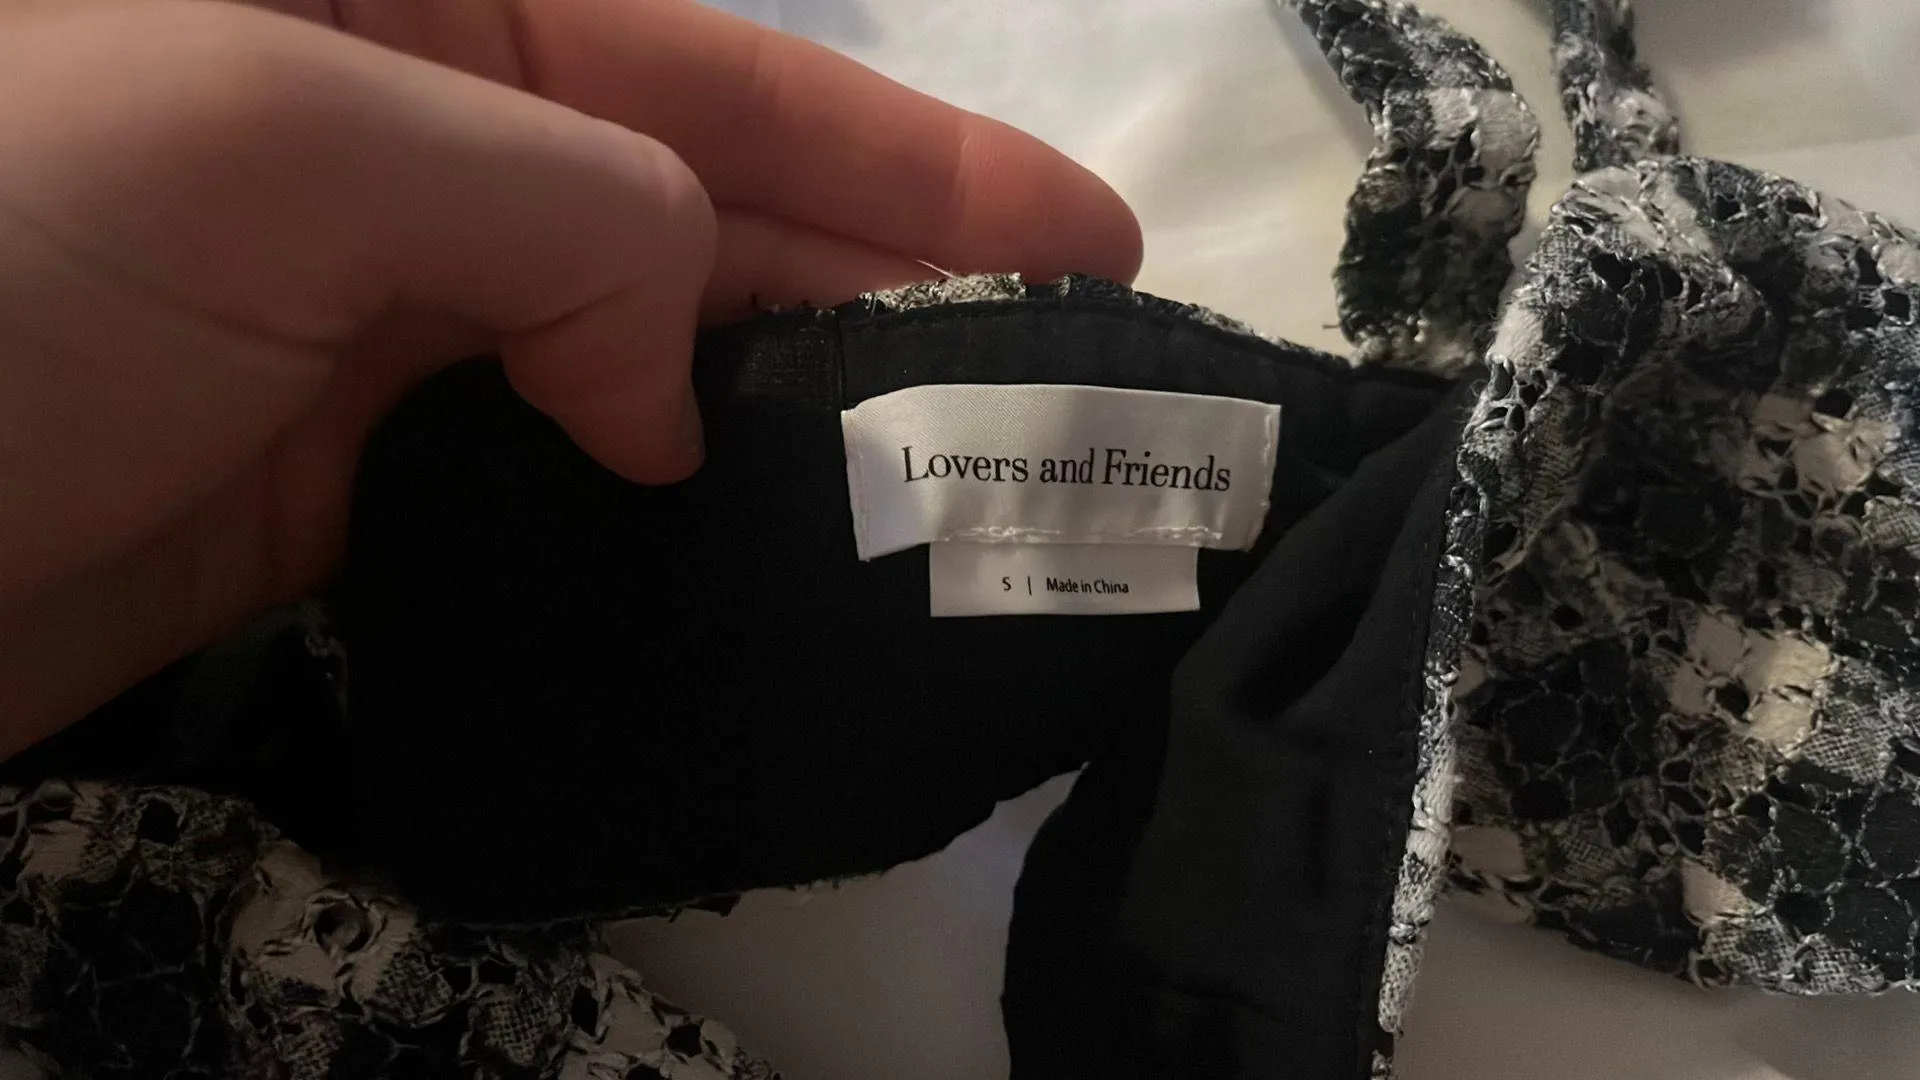 Lovers and Friends
S | Made in China